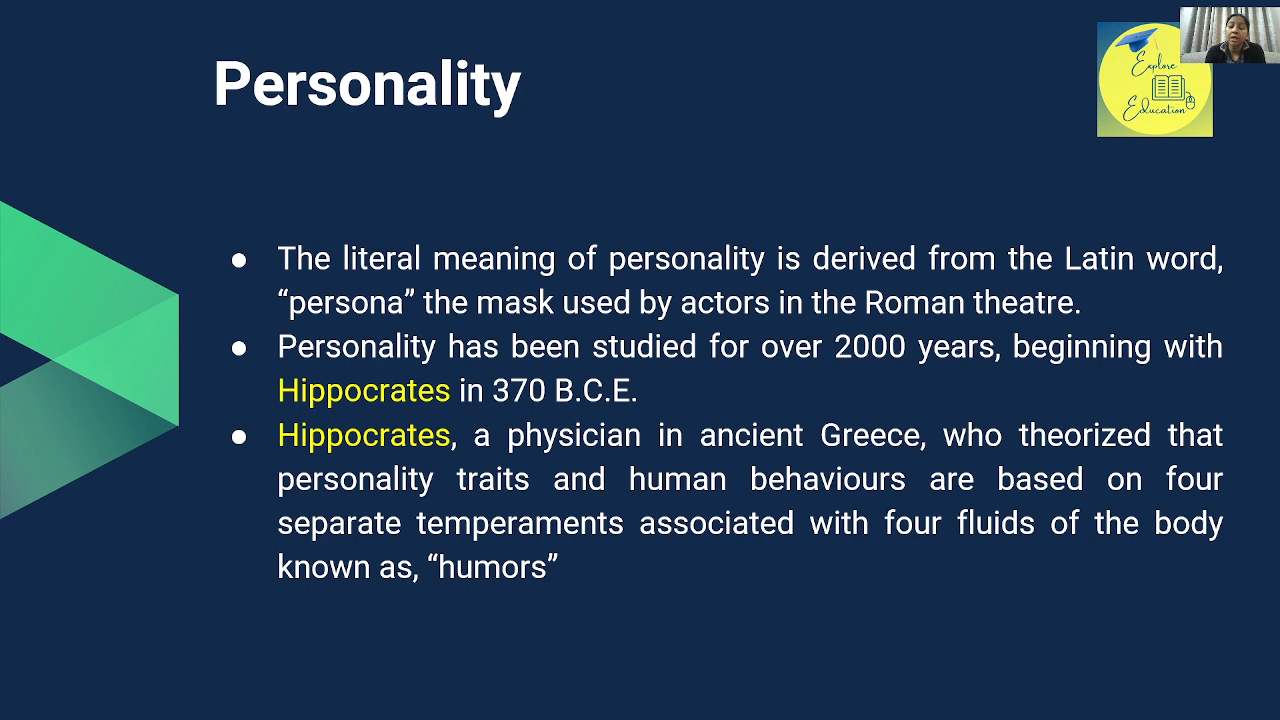 Personality
Explore
Education
● The literal meaning of personality is derived from the Latin word,
“persona” the mask used by actors in the Roman theatre.
● Personality has been studied for over 2000 years, beginning with
Hippocrates in 370 B.C.E.
● Hippocrates, a physician in ancient Greece, who theorized that
personality traits and human behaviours are based on four
separate temperaments associated with four fluids of the body
known as, “humors”